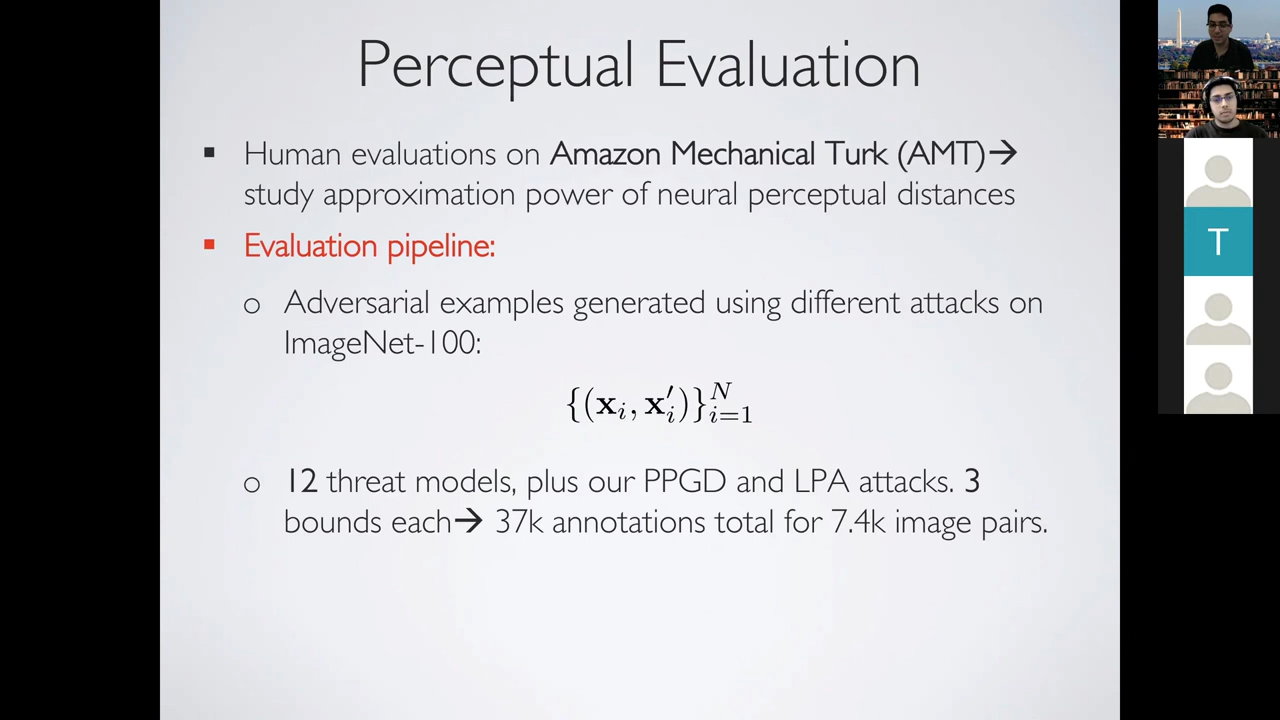 Perceptual Evaluation
▪ Human evaluations on Amazon Mechanical Turk (AMT)→
study approximation power of neural perceptual distances
▪ Evaluation pipeline:
o Adversarial examples generated using different attacks on
ImageNet-100:
{(x_i, x'_i)}_{i=1}^N
o 12 threat models, plus our PPGD and LPA attacks. 3
bounds each→ 37k annotations total for 7.4k image pairs.
T